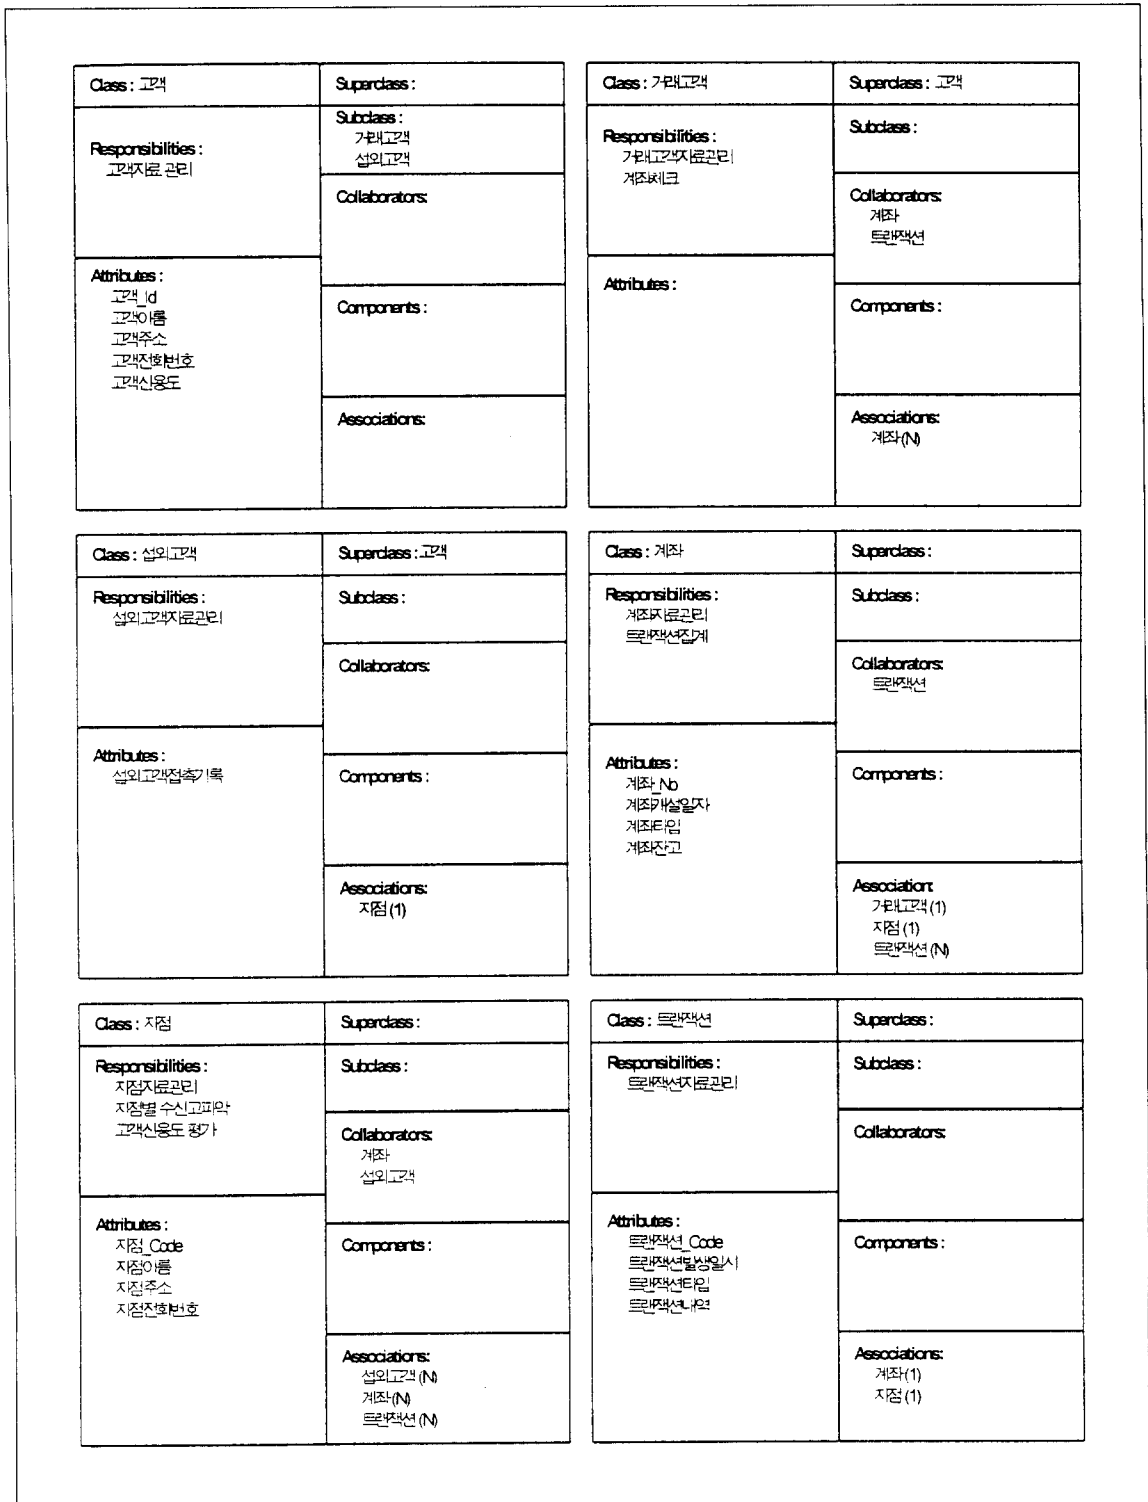 Class : 고객
Superclass :
Responsibilities :
고객자료 관리
Subclass :
거래고객
섭외고객
Collaborators:
Attributes :
고객_Id
고객이름
고객주소
고객전화번호
고객신용도
Components :
Associations:
Class : 거래고객
Superclass : 고객
Responsibilities :
거래고객자료관리
계좌체크
Subclass :
Collaborators:
계좌
트랜잭션
Attributes :
Components :
Associations:
계좌(N)
Class : 섭외고객
Superclass : 고객
Responsibilities :
섭외고객자료관리
Subclass :
Collaborators:
Attributes :
섭외고객접촉기록
Components :
Associations:
지점 (1)
Class : 계좌
Superclass :
Responsibilities :
계좌자료관리
트랜잭션집계
Subclass :
Collaborators:
트랜잭션
Attributes :
계좌_No
계좌개설일자
계좌타입
계좌잔고
Components :
Association:
거래고객 (1)
지점 (1)
트랜잭션 (N)
Class : 지점
Superclass :
Responsibilities :
지점자료관리
지점별 수신고파악
고객신용도 평가
Subclass :
Collaborators:
계좌
섭외고객
Attributes :
지점_Code
지점이름
지점주소
지점전화번호
Components :
Associations:
섭외고객 (N)
계좌(N)
트랜잭션 (N)
Class : 트랜잭션
Superclass :
Responsibilities :
트랜잭션자료관리
Subclass :
Collaborators:
Attributes :
트랜잭션_Code
트랜잭션발생일시
트랜잭션타입
트랜잭션내역
Components :
Associations:
계좌(1)
지점 (1)